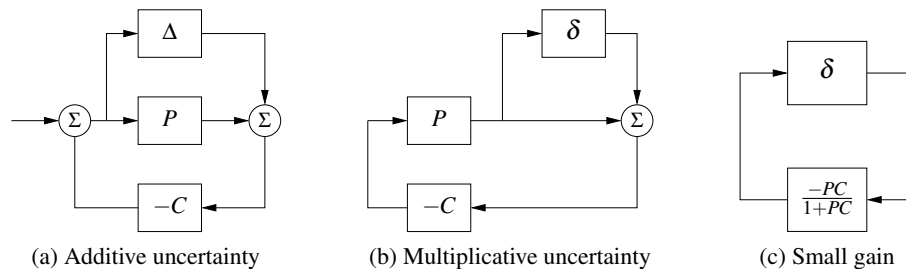 Δ
δ
δ
Σ P Σ
P Σ
−C
−C
−PC
1+PC
(a) Additive uncertainty
(b) Multiplicative uncertainty
(c) Small gain